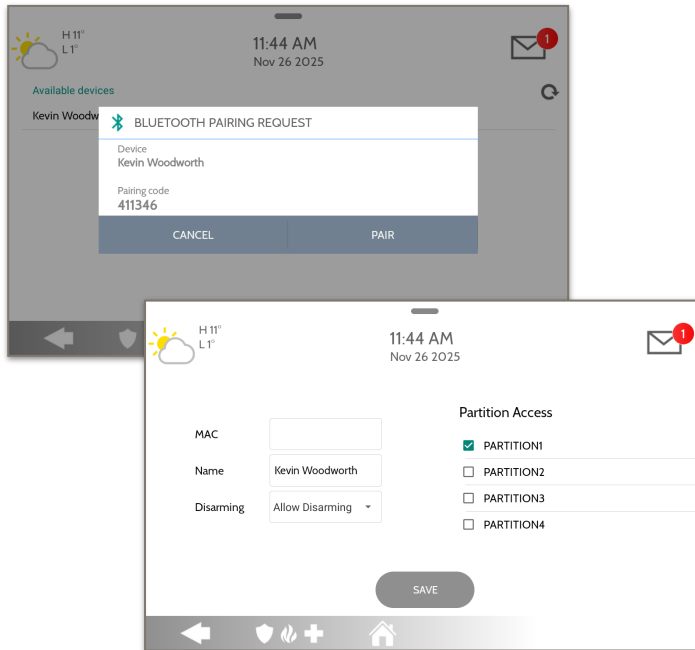 H 11°
L 1°
11:44 AM
Nov 26 2025
1
Available devices
Kevin Woodw
BLUETOOTH PAIRING REQUEST
Device
Kevin Woodworth
Pairing code
411346
CANCEL
PAIR
H 11°
L 1°
11:44 AM
Nov 26 2025
1
MAC
Name
Kevin Woodworth
Disarming
Allow Disarming
Partition Access
PARTITION1
PARTITION2
PARTITION3
PARTITION4
SAVE